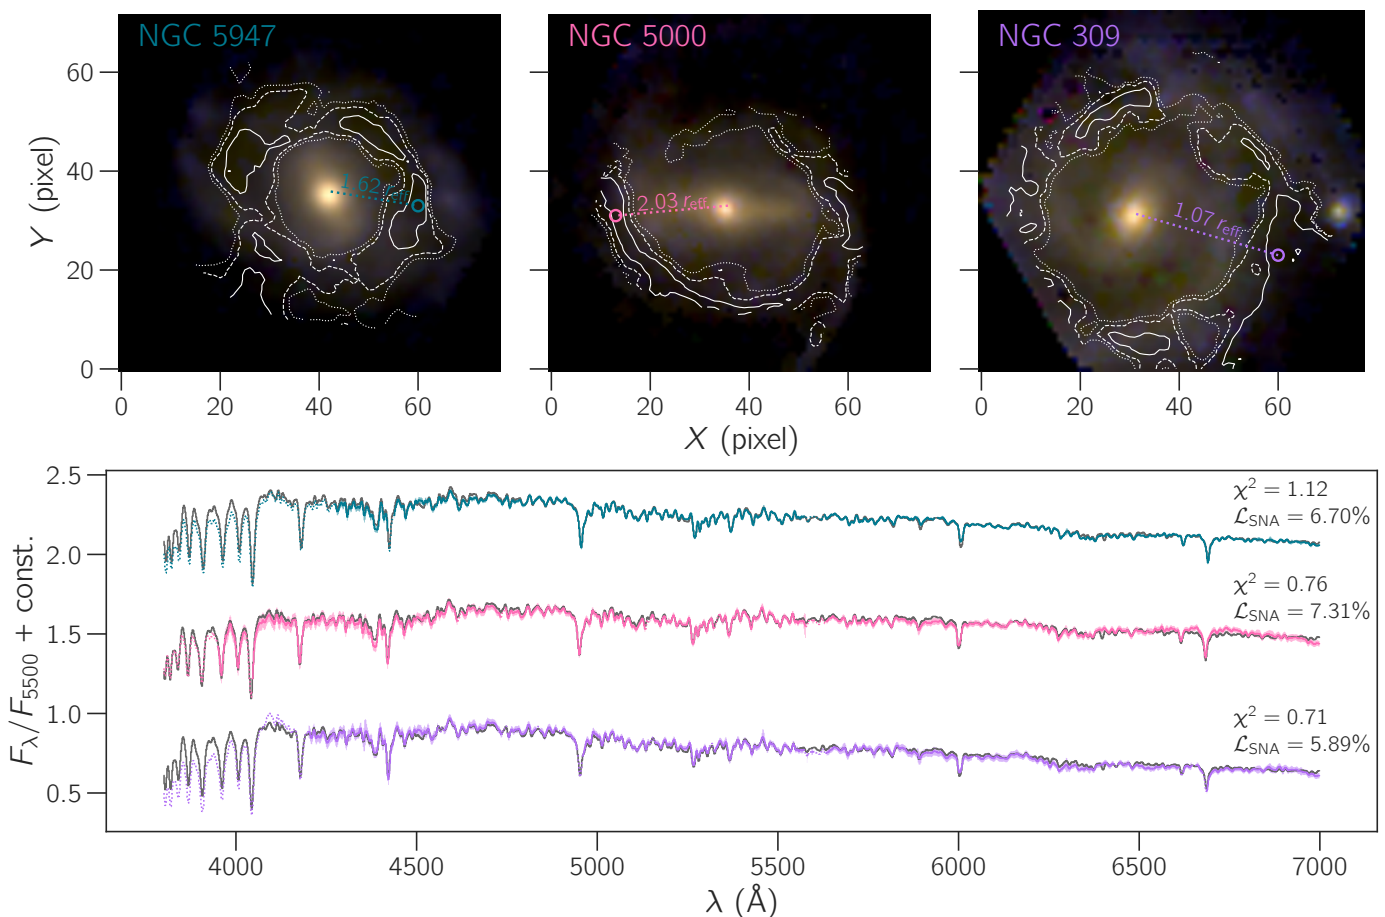 NGC 5947
NGC 5000
NGC 309
1.62 r_eff
2.03 r_eff
1.07 r_eff
Y (pixel)
60
40
20
0
0 20 40 60
0 20 40 60
0 20 40 60
X (pixel)
F_λ/F_5500 + const.
2.5
2.0
1.5
1.0
0.5
χ² = 1.12
ℒ_SNA = 6.70%
χ² = 0.76
ℒ_SNA = 7.31%
χ² = 0.71
ℒ_SNA = 5.89%
4000 4500 5000 5500 6000 6500 7000
λ (Å)